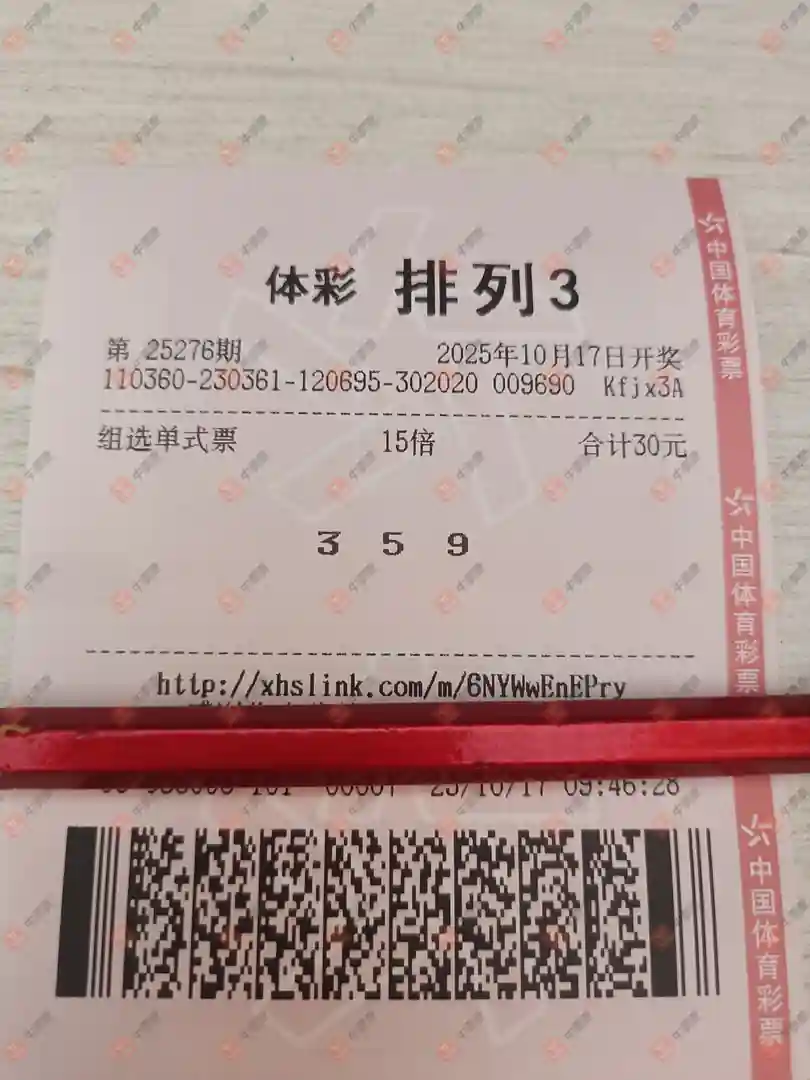 体彩 排列3
第 25276期 2025年10月17日开奖
110360-230361-120695-302020 009690 Kfjx3A
组选单式票 15倍 合计30元
3 5 9
http://xhslink.com/m/6NYWwEnEPry
25/10/17 09:46:28
中国体育彩票
中国体育彩票
中国体育彩票